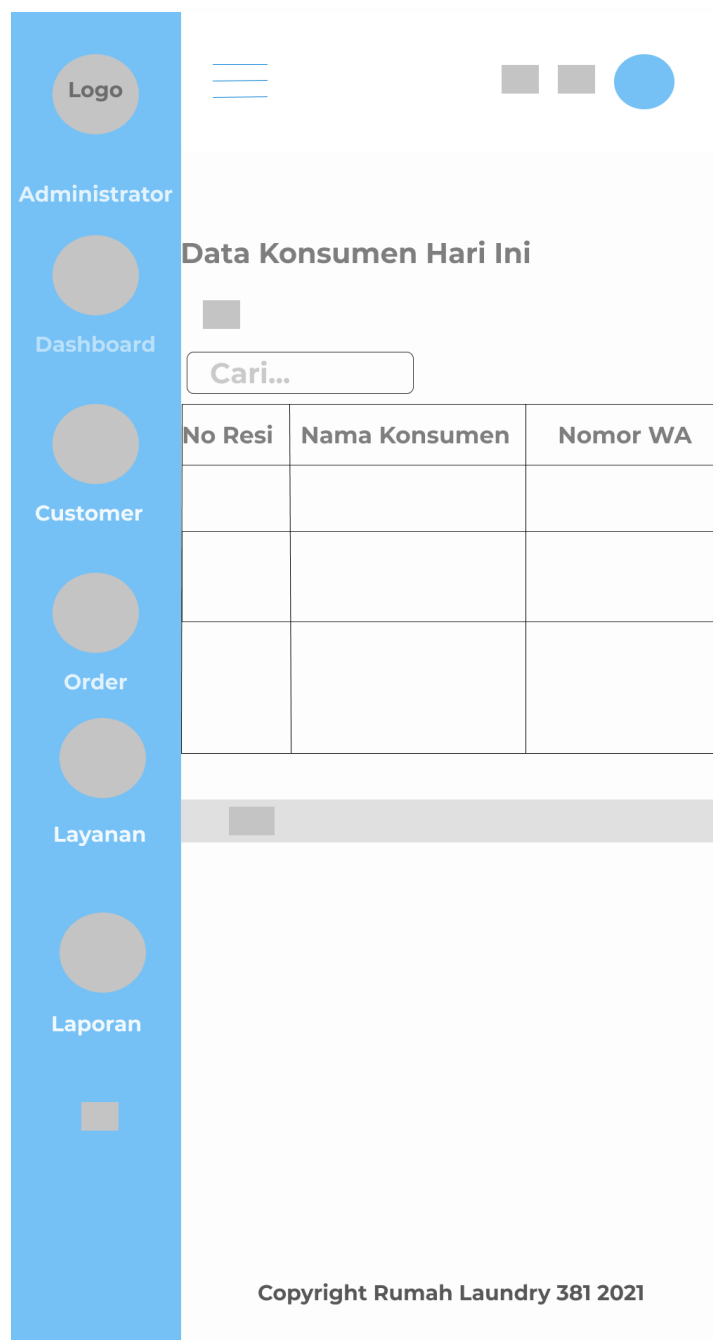 Logo
Administrator
Dashboard
Customer
Order
Layanan
Laporan
Data Konsumen Hari Ini
Cari...
No Resi
Nama Konsumen
Nomor WA
Copyright Rumah Laundry 381 2021